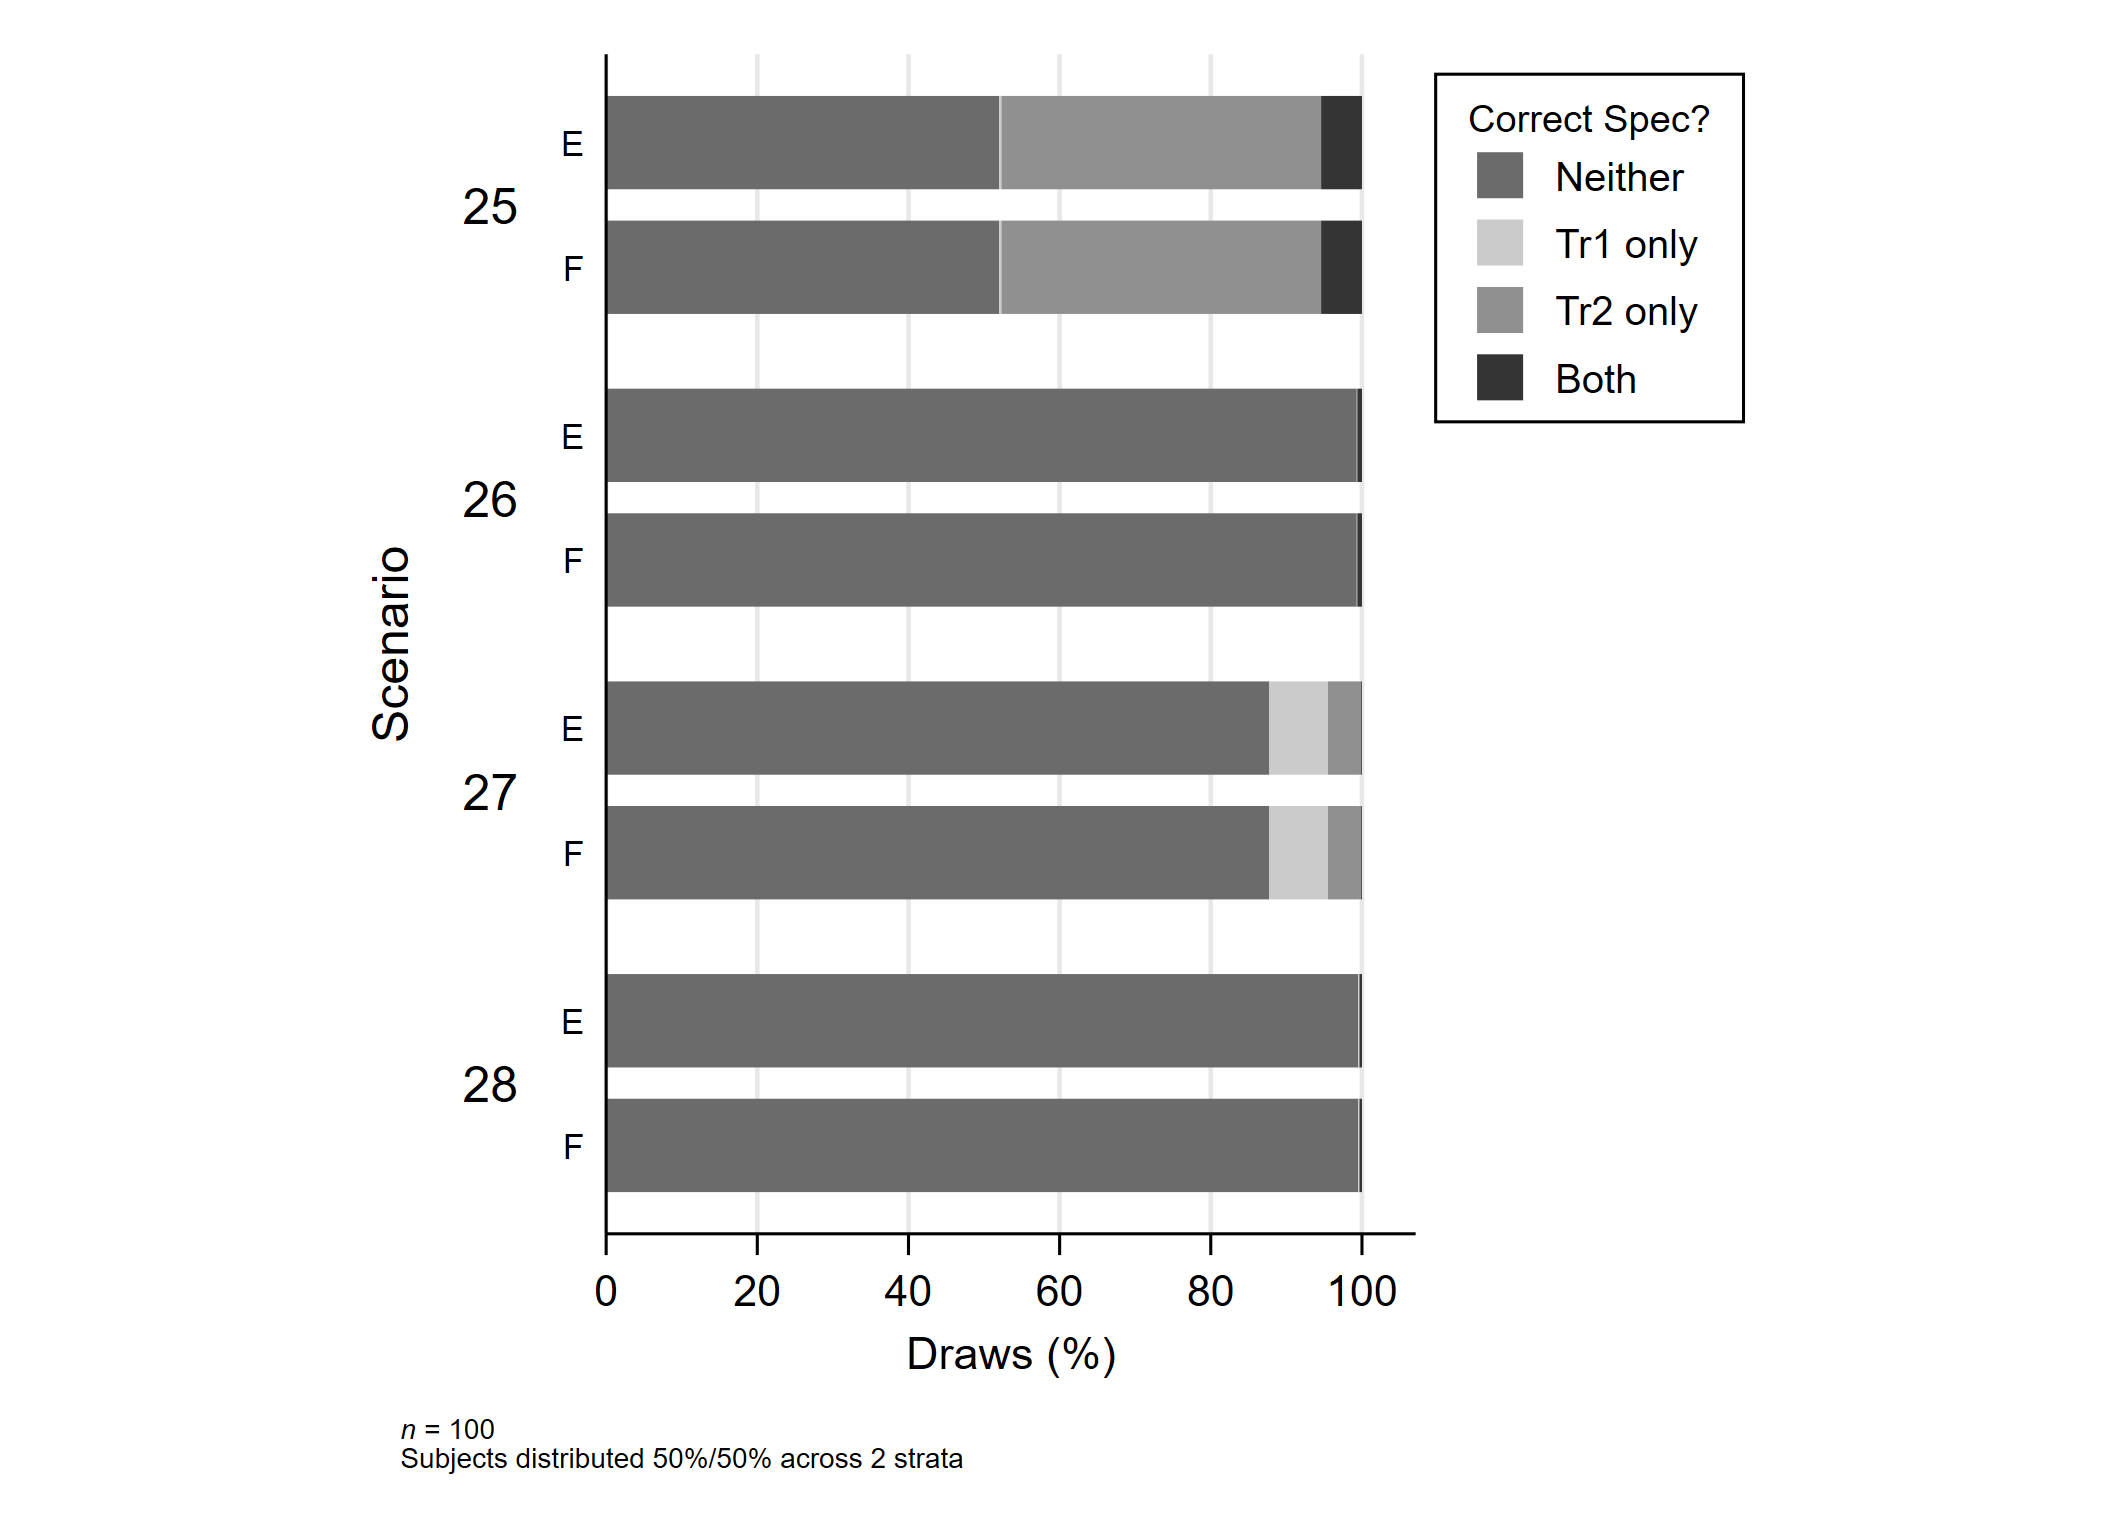 Correct Spec?
Neither
Tr1 only
Tr2 only
Both
Scenario
25
E
F
26
E
F
27
E
F
28
E
F
0 20 40 60 80 100
Draws (%)
n = 100
Subjects distributed 50%/50% across 2 strata